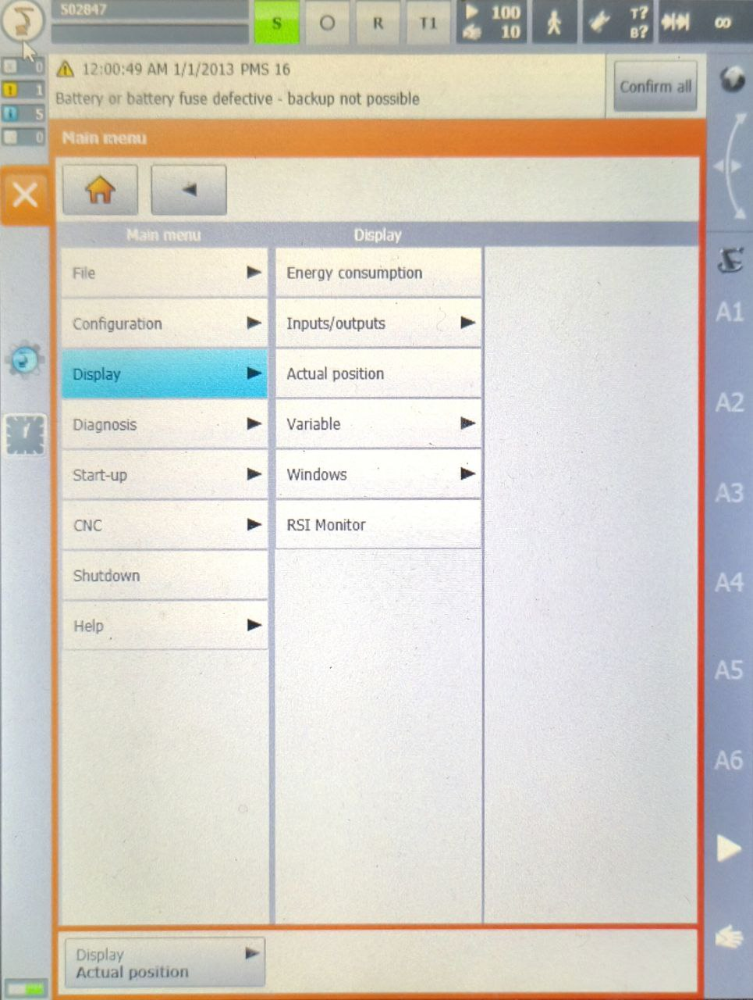 S02847
S
O
R
T1
100
10
T?
B?
∞
0
1
5
0
12:00:49 AM 1/1/2013 PMS 16
Battery or battery fuse defective - backup not possible
Confirm all
Main menu
Main menu
File
Configuration
Display
Diagnosis
Start-up
CNC
Shutdown
Help
Display
Energy consumption
Inputs/outputs
Actual position
Variable
Windows
RSI Monitor
A1
A2
A3
A4
A5
A6
Display
Actual position